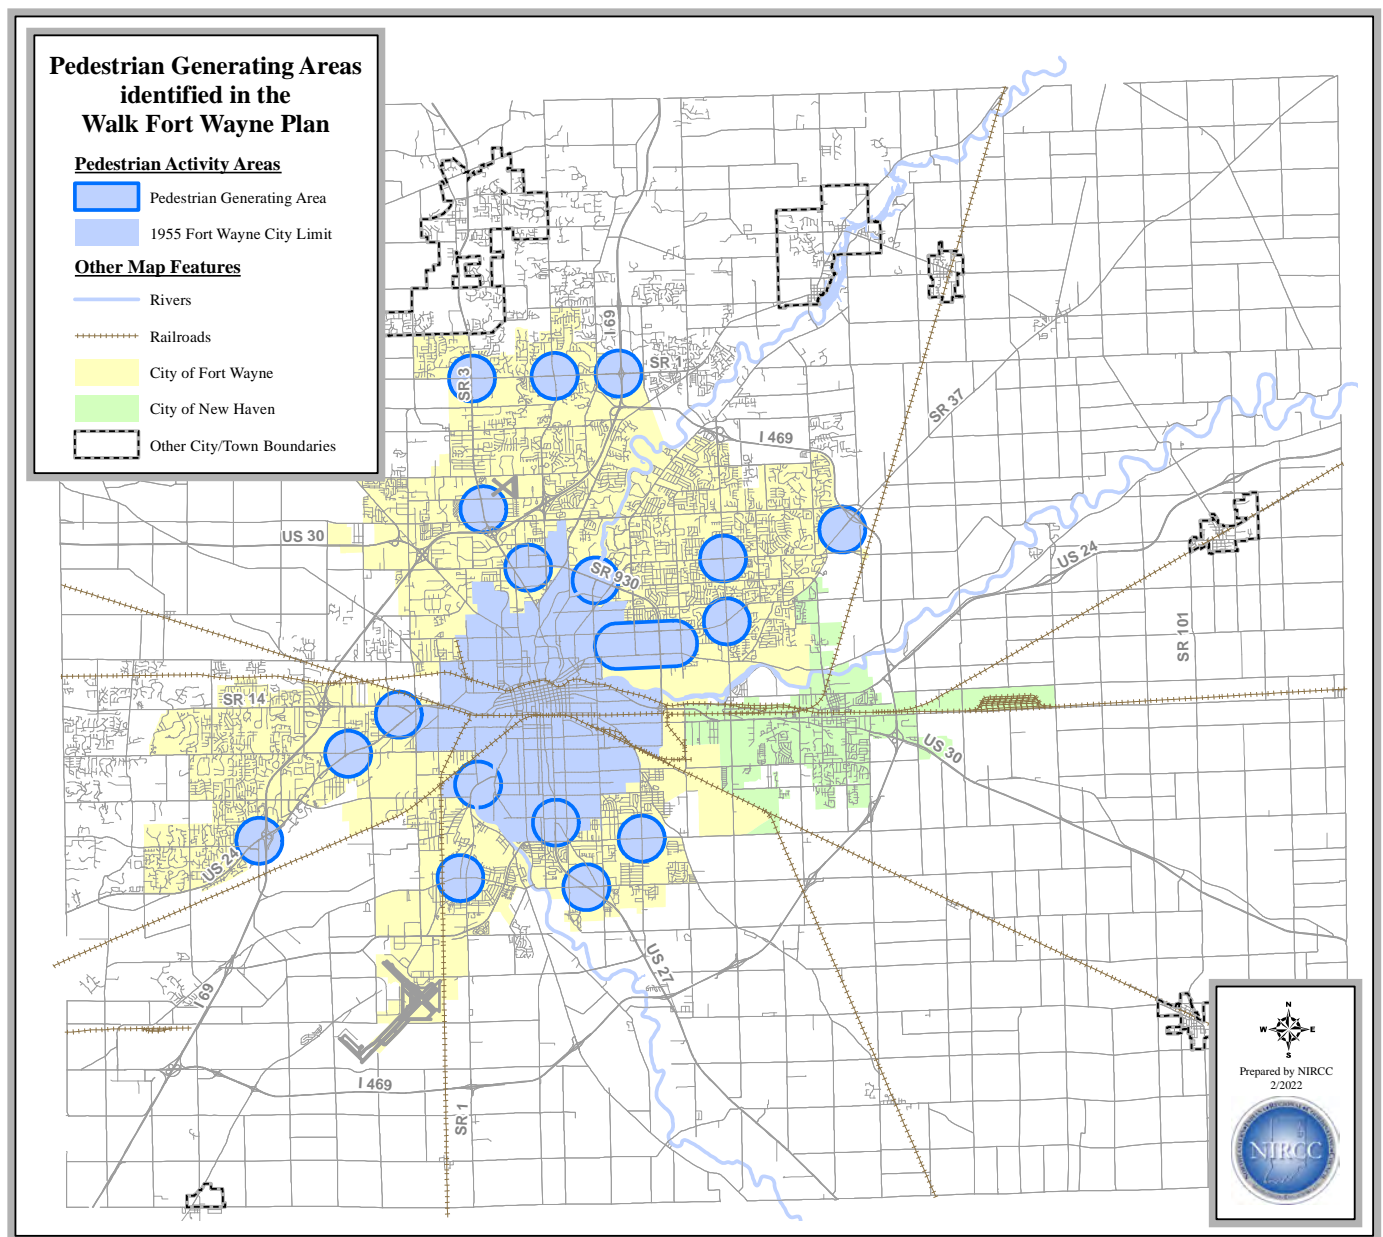 Pedestrian Generating Areas
identified in the
Walk Fort Wayne Plan
Pedestrian Activity Areas
Pedestrian Generating Area
1955 Fort Wayne City Limit
Other Map Features
Rivers
Railroads
City of Fort Wayne
City of New Haven
Other City/Town Boundaries
I 69
SR 1
SR 3
SR 37
I 469
US 30
US 24
SR 930
SR 101
SR 14
US 30
US 24
US 27
I 69
I 469
SR 1
N
W E
S
Prepared by NIRCC
2/2022
NIRCC